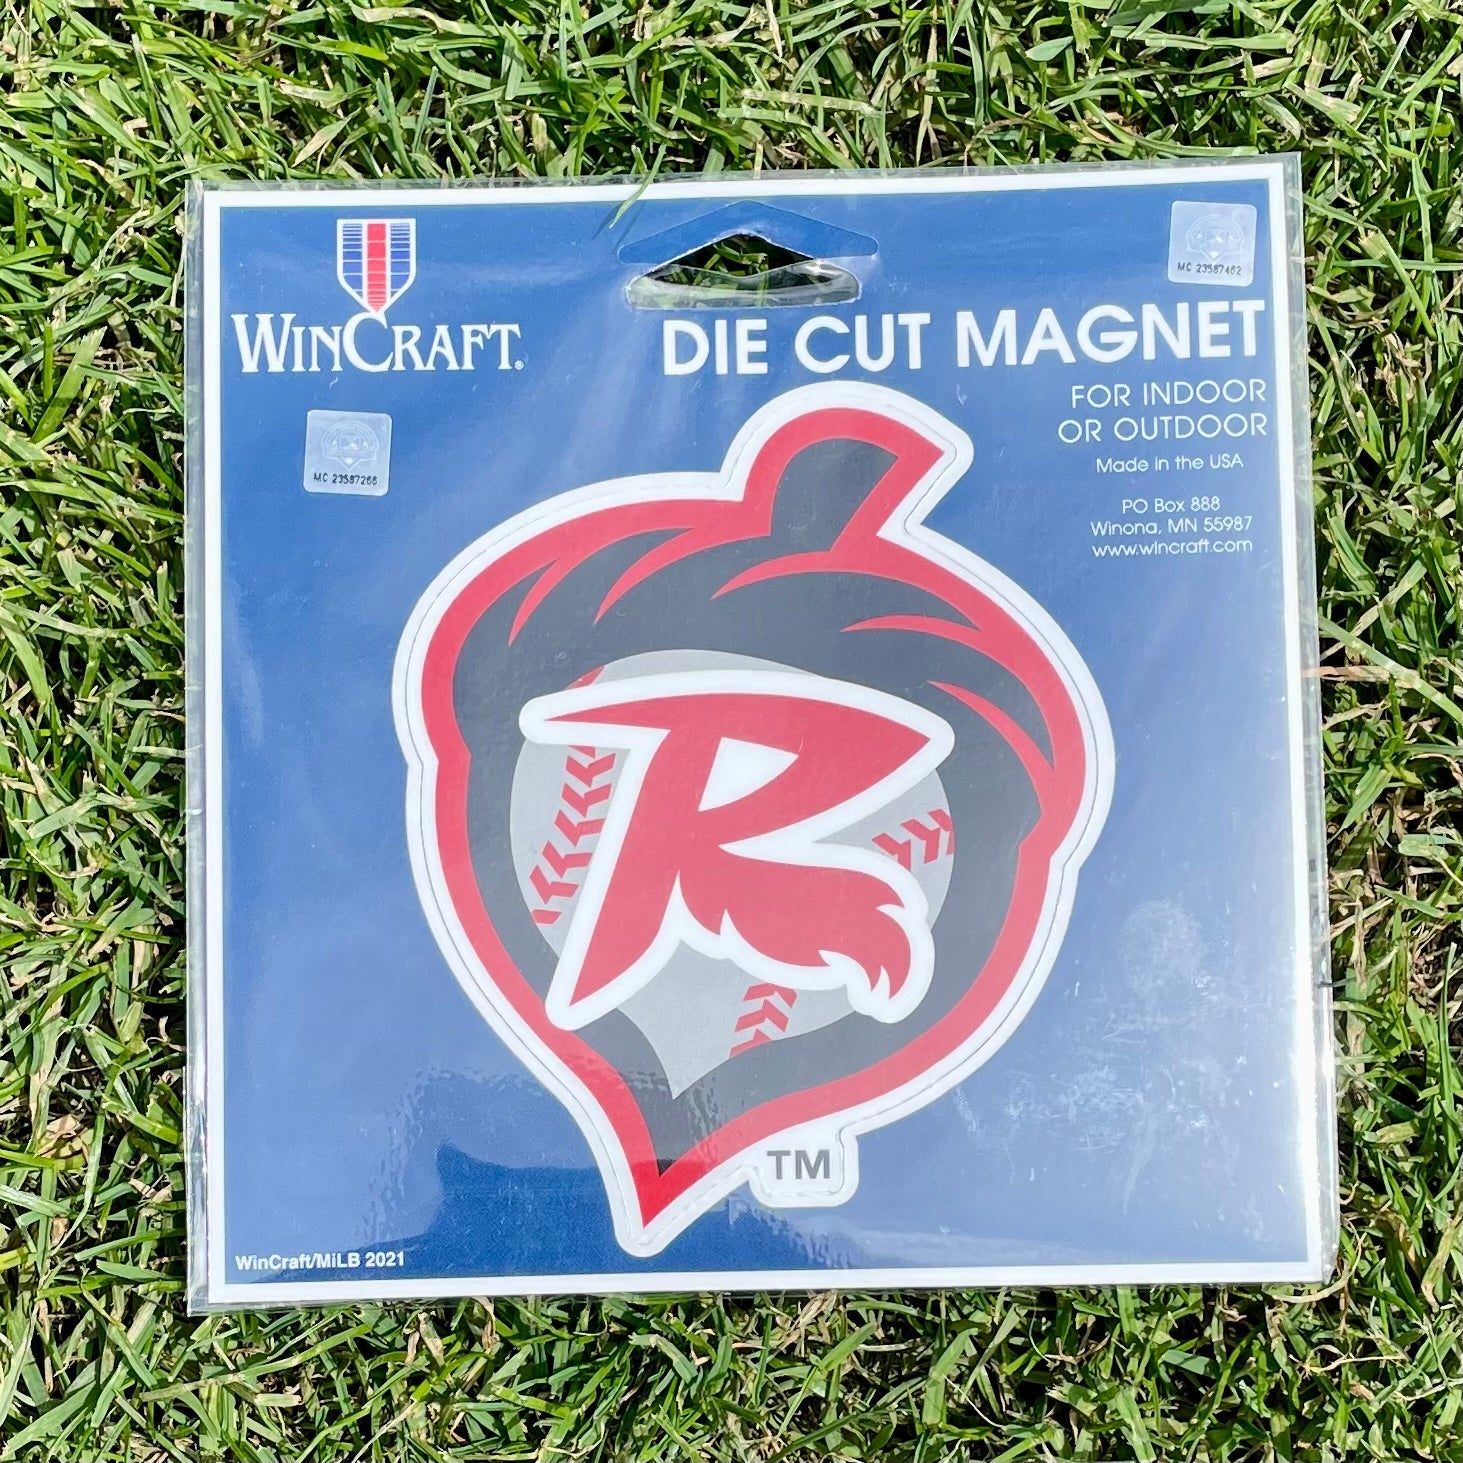 WINCRAFT®
MC 23587462
DIE CUT MAGNET
FOR INDOOR
OR OUTDOOR
Made in the USA
PO Box 888
Winona, MN 55987
www.wincraft.com
MC 23587266
R
TM
WinCraft/MiLB 2021